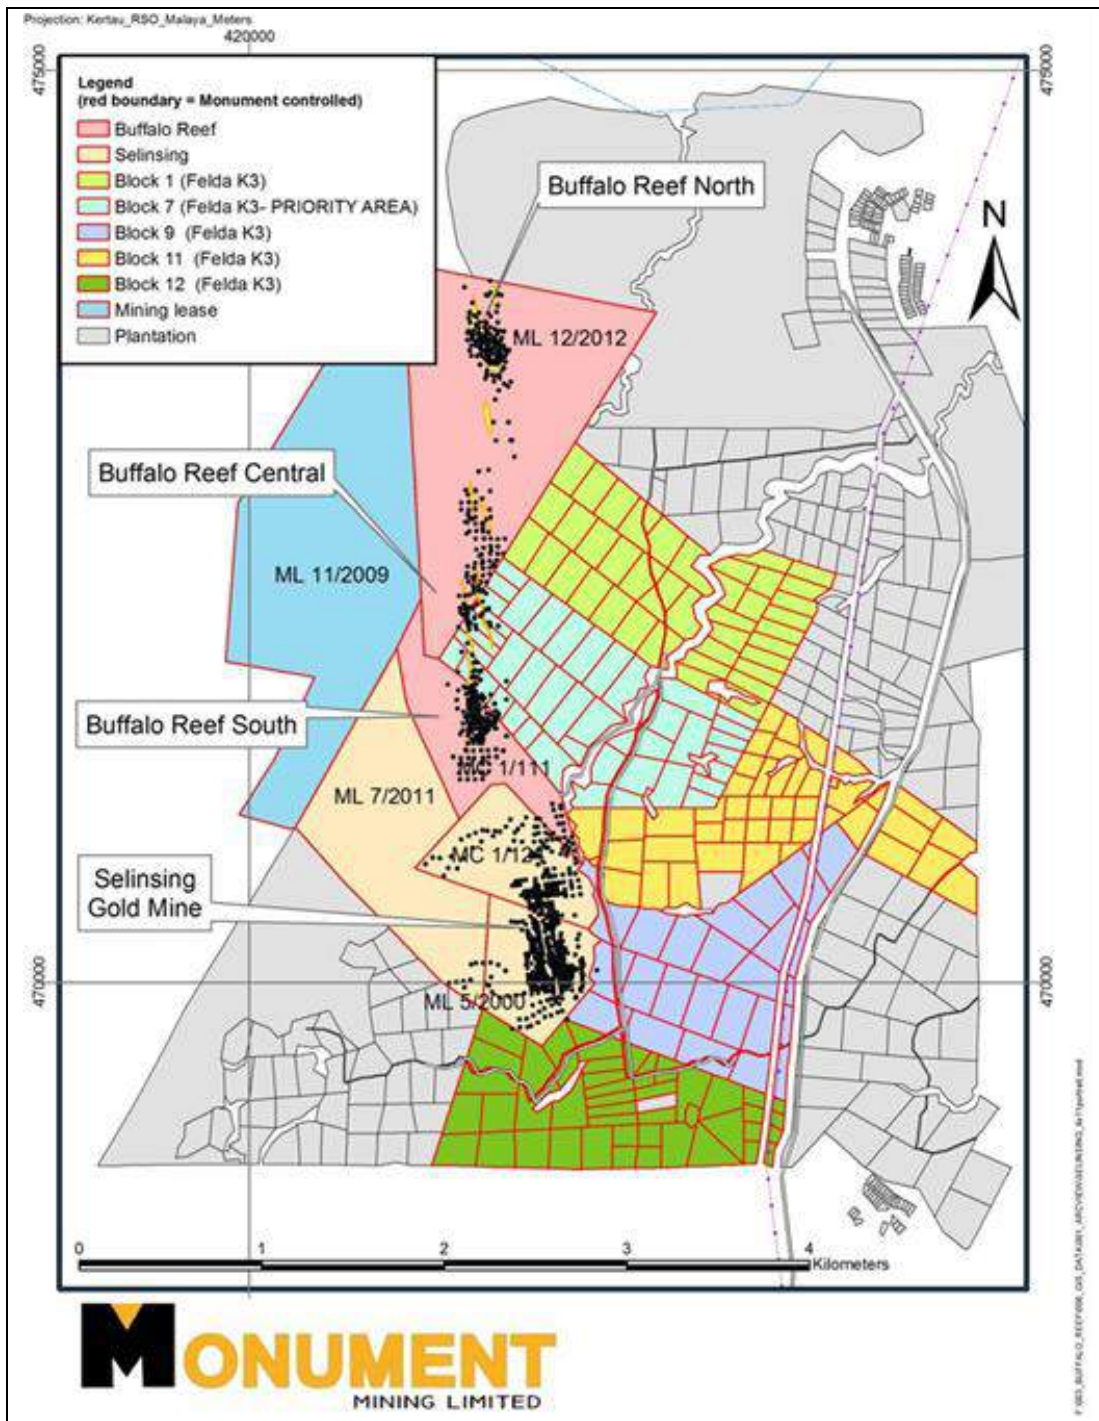 Projection: Kertau_RSO_Malaya_Meters
420000
475000
475000
Legend
(red boundary = Monument controlled)
Buffalo Reef
Selinsing
Block 1 (Felda K3)
Block 7 (Felda K3- PRIORITY AREA)
Block 9 (Felda K3)
Block 11 (Felda K3)
Block 12 (Felda K3)
Mining lease
Plantation
Buffalo Reef North
N
ML 12/2012
Buffalo Reef Central
ML 11/2009
Buffalo Reef South
MC 1/111
ML 7/2011
MC 1/12
Selinsing
Gold Mine
470000
470000
ML 5/2000
0 1 2 3 4
Kilometers
MONUMENT
MINING LIMITED